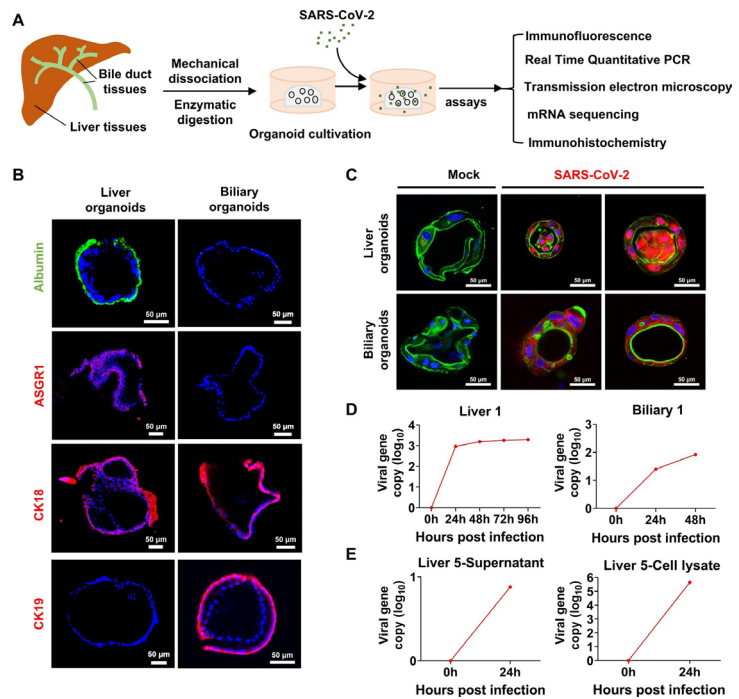 A
SARS-CoV-2
Bile duct
tissues
Liver tissues
Mechanical
dissociation
Enzymatic
digestion
Organoid cultivation
assays
Immunofluorescence
Real Time Quantitative PCR
Transmission electron microscopy
mRNA sequencing
Immunohistochemistry
B
Liver
organoids
Biliary
organoids
Albumin
50 μm
50 μm
ASGR1
50 μm
50 μm
CK18
50 μm
50 μm
CK19
50 μm
50 μm
C
Mock
SARS-CoV-2
Liver
organoids
50 μm
50 μm
50 μm
Biliary
organoids
50 μm
50 μm
50 μm
D
Liver 1
Viral gene
copy (log10)
4
3
2
1
0
0h 24h 48h 72h 96h
Hours post infection
Biliary 1
Viral gene
copy (log10)
3
2
1
0
0h 24h 48h
Hours post infection
E
Liver 5-Supernatant
Viral gene
copy (log10)
1
0
0h 24h
Hours post infection
Liver 5-Cell lysate
Viral gene
copy (log10)
6
5
4
3
2
1
0
0h 24h
Hours post infection